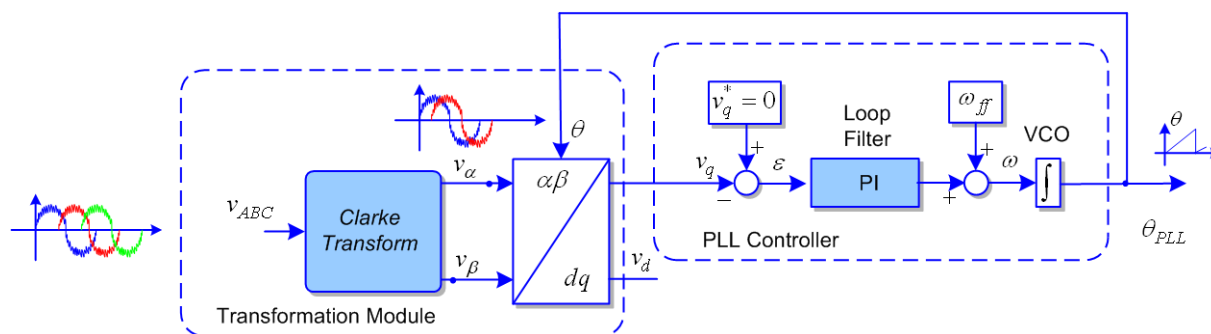 v_ABC
Clarke
Transform
v_α
v_β
θ
αβ
dq
v_d
Transformation Module
v_q
−
+
v_q^* = 0
ε
Loop
Filter
PI
+
ω_ff
+
ω
VCO
∫
PLL Controller
θ
θ_PLL